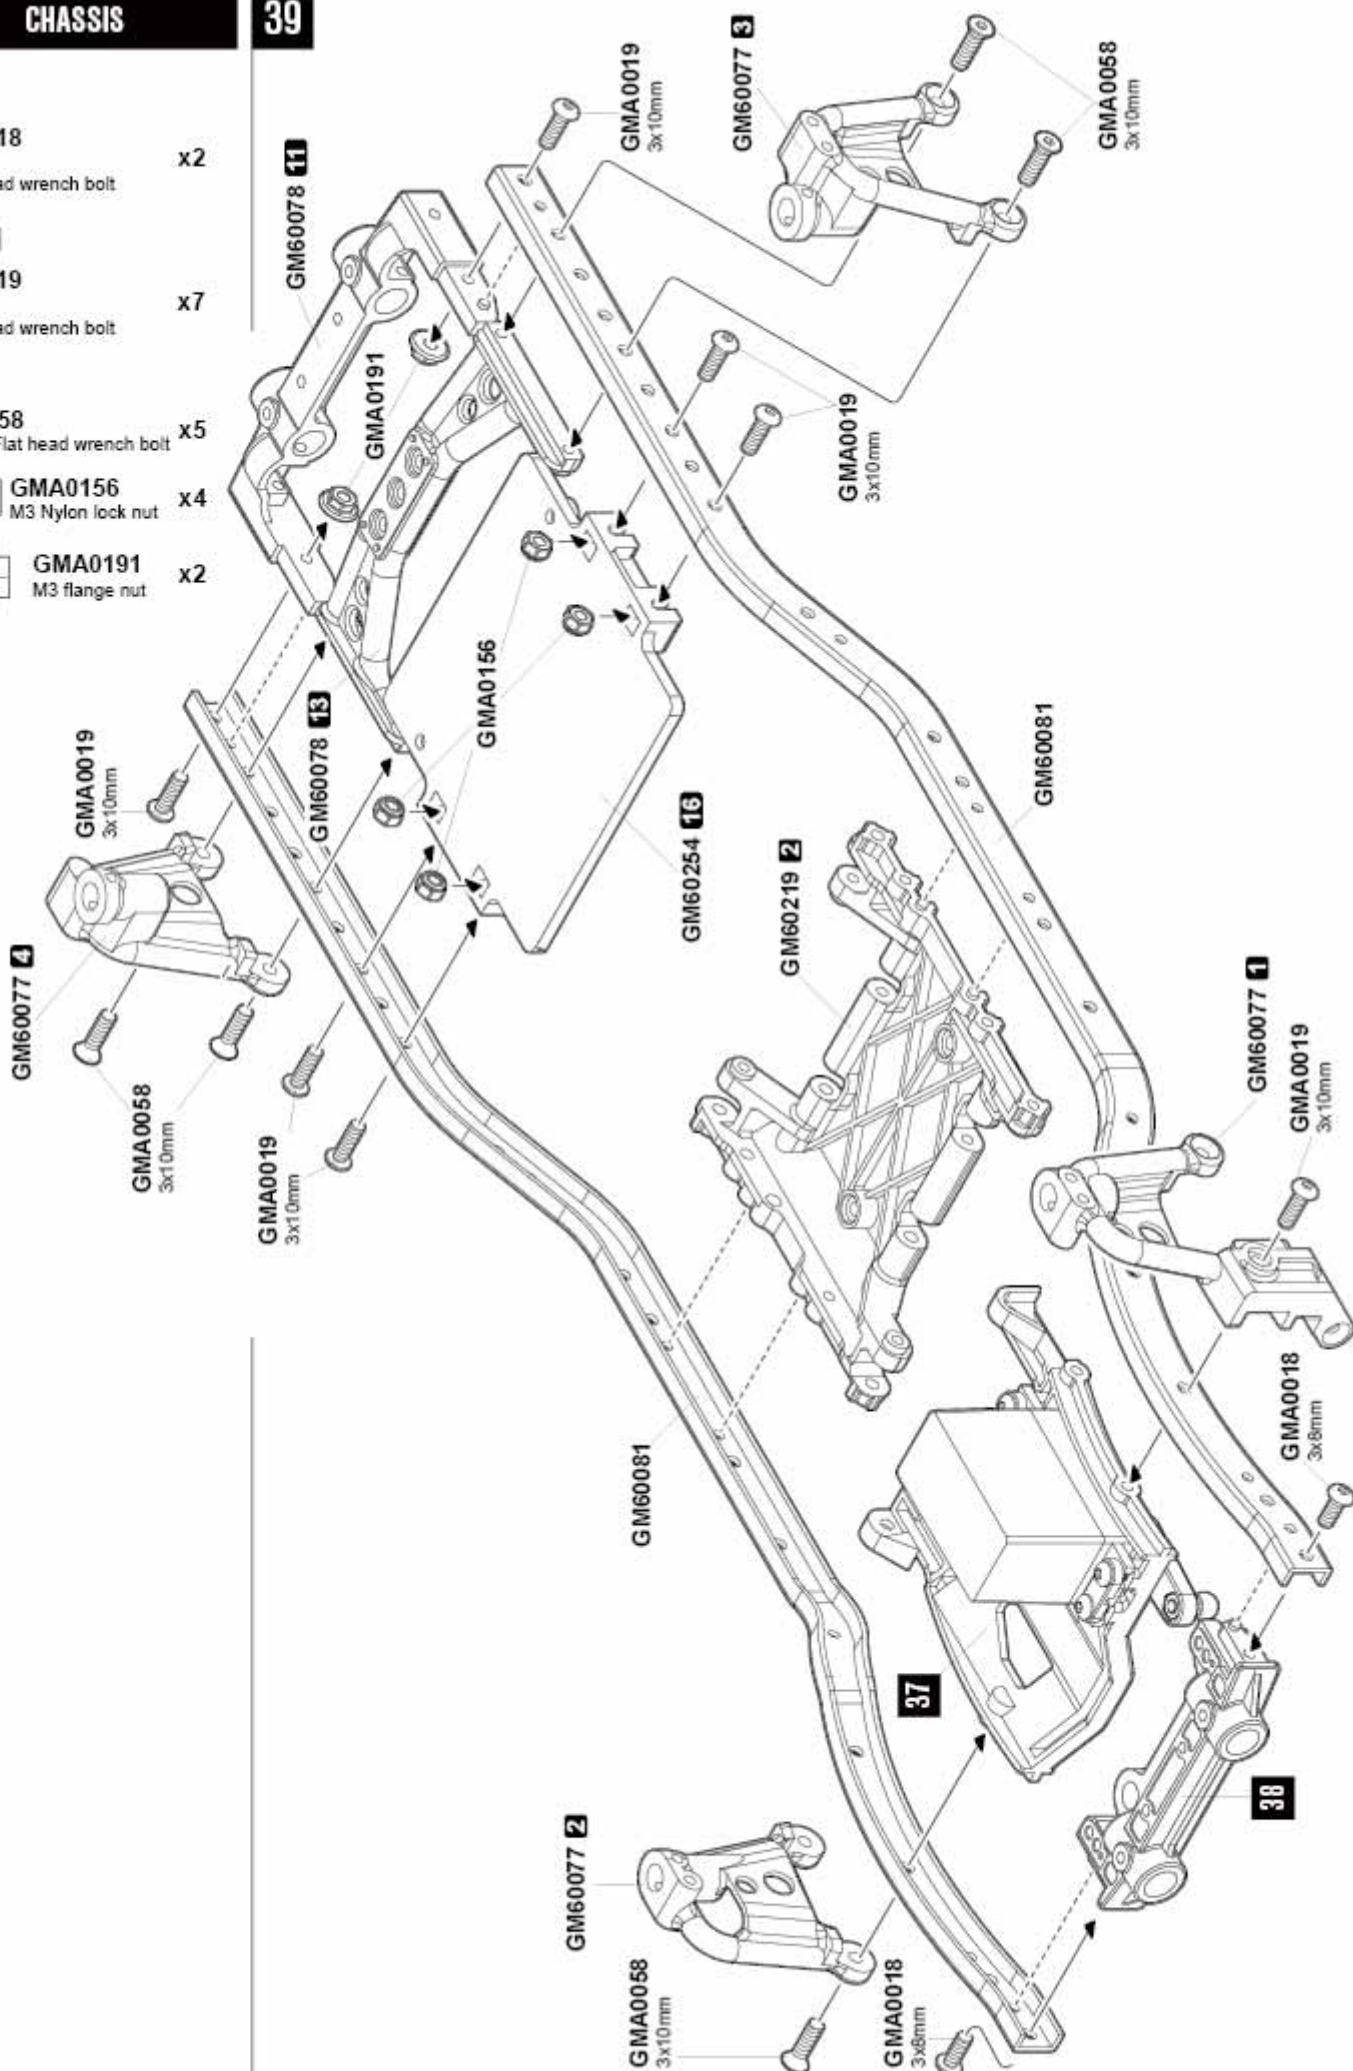 CHASSIS
39
18
x2
ad wrench bolt
19
x7
ad wrench bolt
58
x5
Flat head wrench bolt
GMA0156
x4
M3 Nylon lock nut
GMA0191
x2
M3 flange nut
GM60078 11
GMA0019
3x10mm
GM60077 3
GMA0058
3x10mm
GMA0191
GMA0019
3x10mm
GMA0156
GM60078 13
GMA0019
3x10mm
GM60077 4
GMA0058
3x10mm
GMA0019
3x10mm
GM60254 16
GM60219 2
GM60081
GM60077 1
GMA0019
3x10mm
GM60081
GMA0018
3x8mm
37
38
GM60077 2
GMA0058
3x10mm
GMA0018
3x8mm